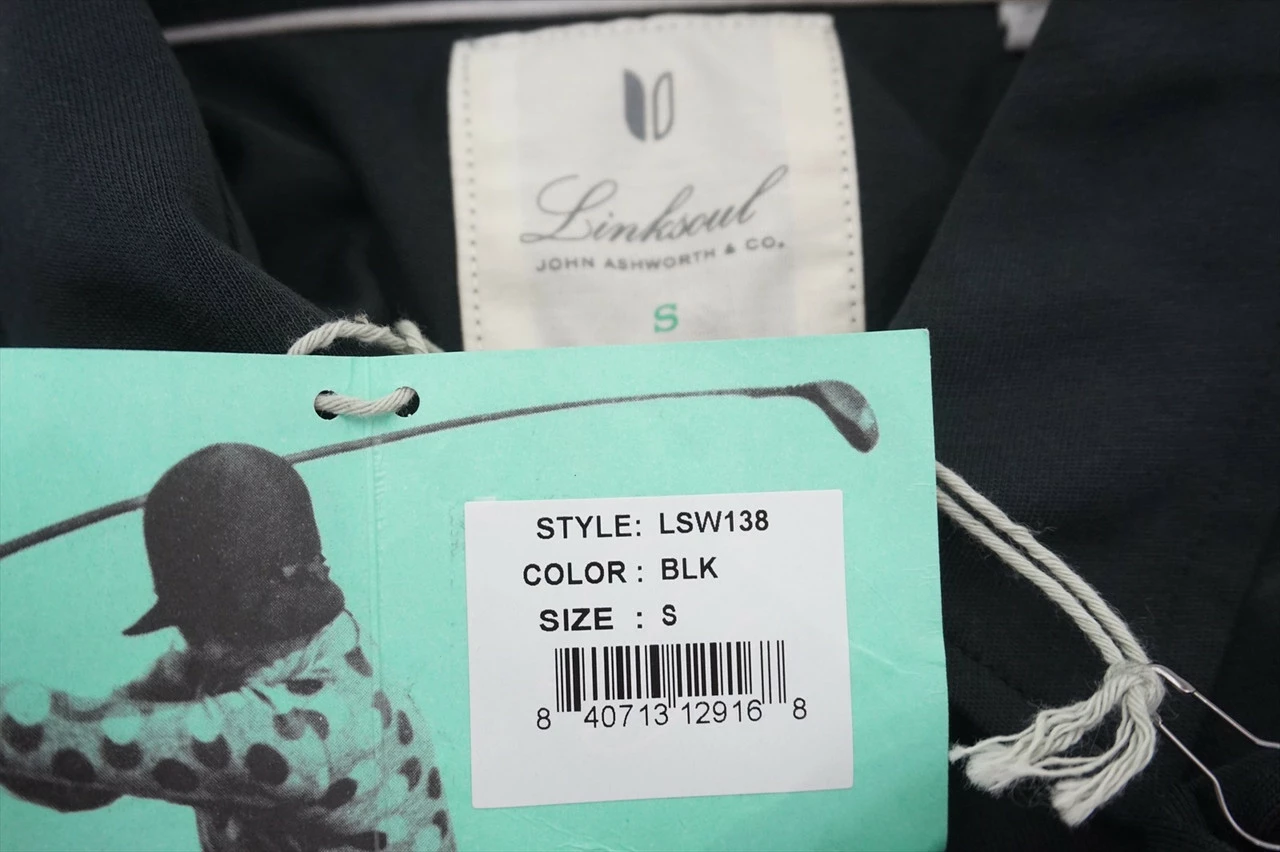 Linksoul
JOHN ASHWORTH & CO.
S
STYLE: LSW138
COLOR : BLK
SIZE : S
8 40713 12916 8